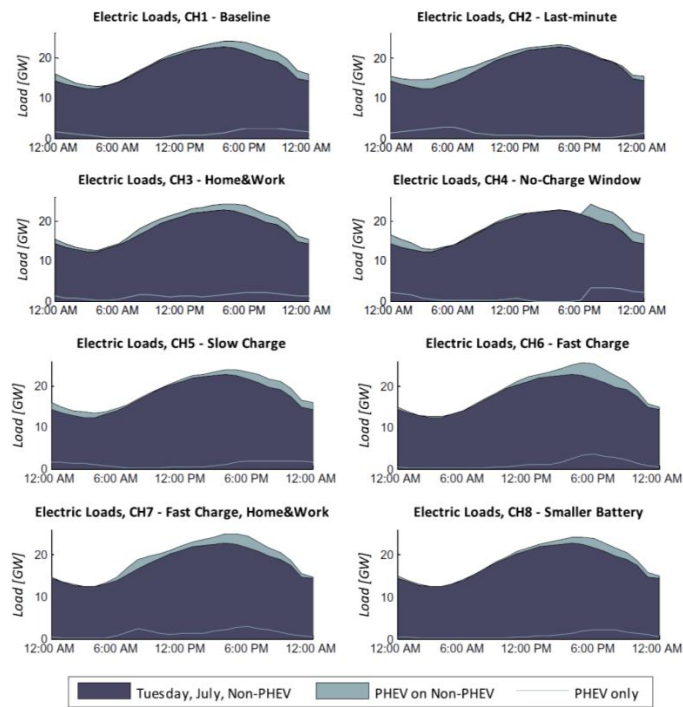 Electric Loads, CH1 - Baseline
Load [GW]
20
10
0
12:00 AM 6:00 AM 12:00 PM 6:00 PM 12:00 AM
Electric Loads, CH2 - Last-minute
Load [GW]
20
10
0
12:00 AM 6:00 AM 12:00 PM 6:00 PM 12:00 AM
Electric Loads, CH3 - Home&Work
Load [GW]
20
10
0
12:00 AM 6:00 AM 12:00 PM 6:00 PM 12:00 AM
Electric Loads, CH4 - No-Charge Window
Load [GW]
20
10
0
12:00 AM 6:00 AM 12:00 PM 6:00 PM 12:00 AM
Electric Loads, CH5 - Slow Charge
Load [GW]
20
10
0
12:00 AM 6:00 AM 12:00 PM 6:00 PM 12:00 AM
Electric Loads, CH6 - Fast Charge
Load [GW]
20
10
0
12:00 AM 6:00 AM 12:00 PM 6:00 PM 12:00 AM
Electric Loads, CH7 - Fast Charge, Home&Work
Load [GW]
20
10
0
12:00 AM 6:00 AM 12:00 PM 6:00 PM 12:00 AM
Electric Loads, CH8 - Smaller Battery
Load [GW]
20
10
0
12:00 AM 6:00 AM 12:00 PM 6:00 PM 12:00 AM
Tuesday, July, Non-PHEV PHEV on Non-PHEV PHEV only